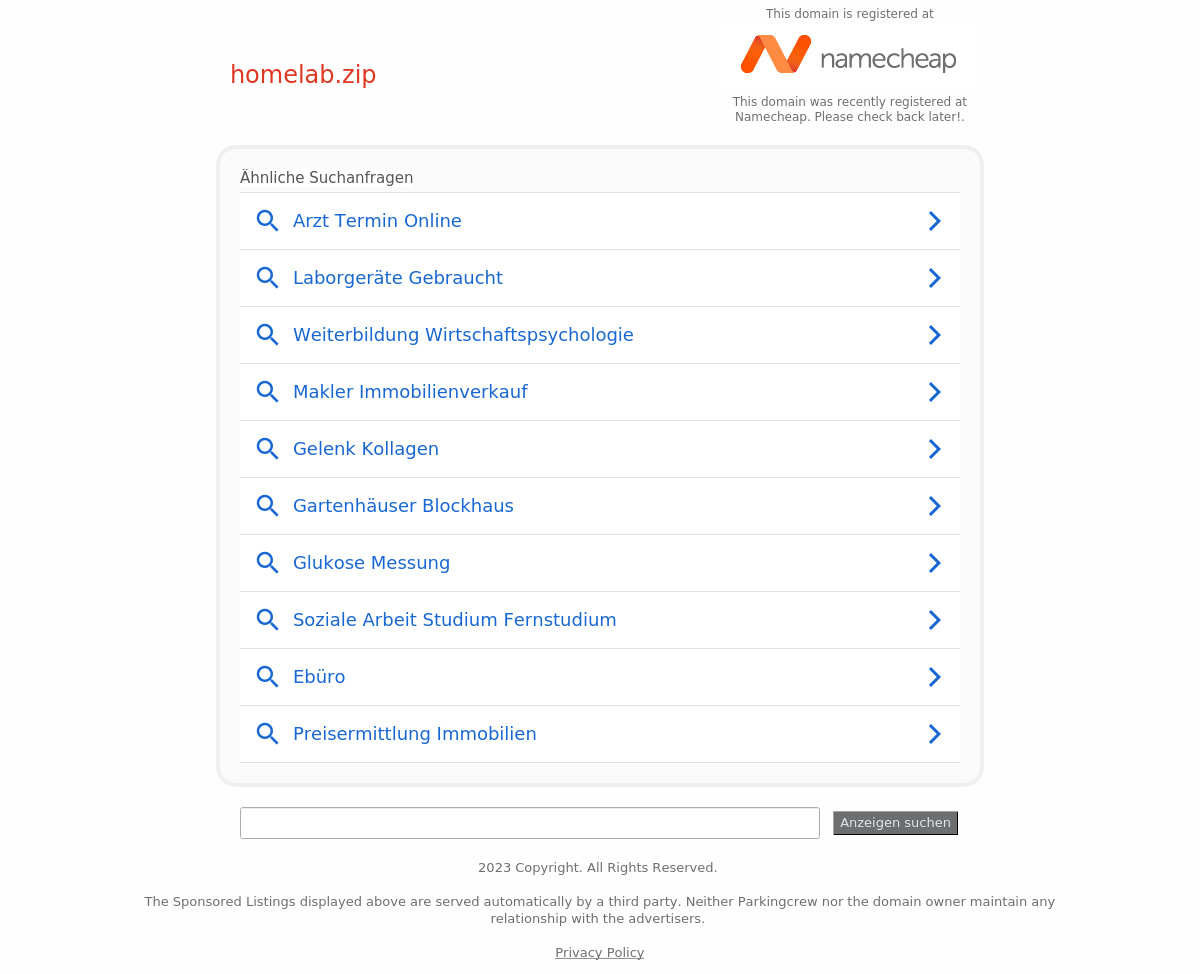 This domain is registered at
homelab.zip
namecheap
This domain was recently registered at
Namecheap. Please check back later!.
Ähnliche Suchanfragen
Arzt Termin Online
Laborgeräte Gebraucht
Weiterbildung Wirtschaftspsychologie
Makler Immobilienverkauf
Gelenk Kollagen
Gartenhäuser Blockhaus
Glukose Messung
Soziale Arbeit Studium Fernstudium
Ebüro
Preisermittlung Immobilien
Anzeigen suchen
2023 Copyright. All Rights Reserved.
The Sponsored Listings displayed above are served automatically by a third party. Neither Parkingcrew nor the domain owner maintain any
relationship with the advertisers.
Privacy Policy